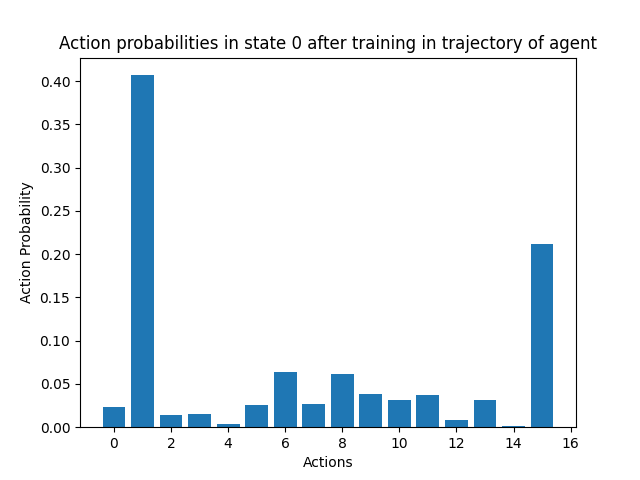 Action probabilities in state 0 after training in trajectory of agent
0.40
0.35
0.30
0.25
0.20
0.15
0.10
0.05
0.00
Action Probability
0 2 4 6 8 10 12 14 16
Actions